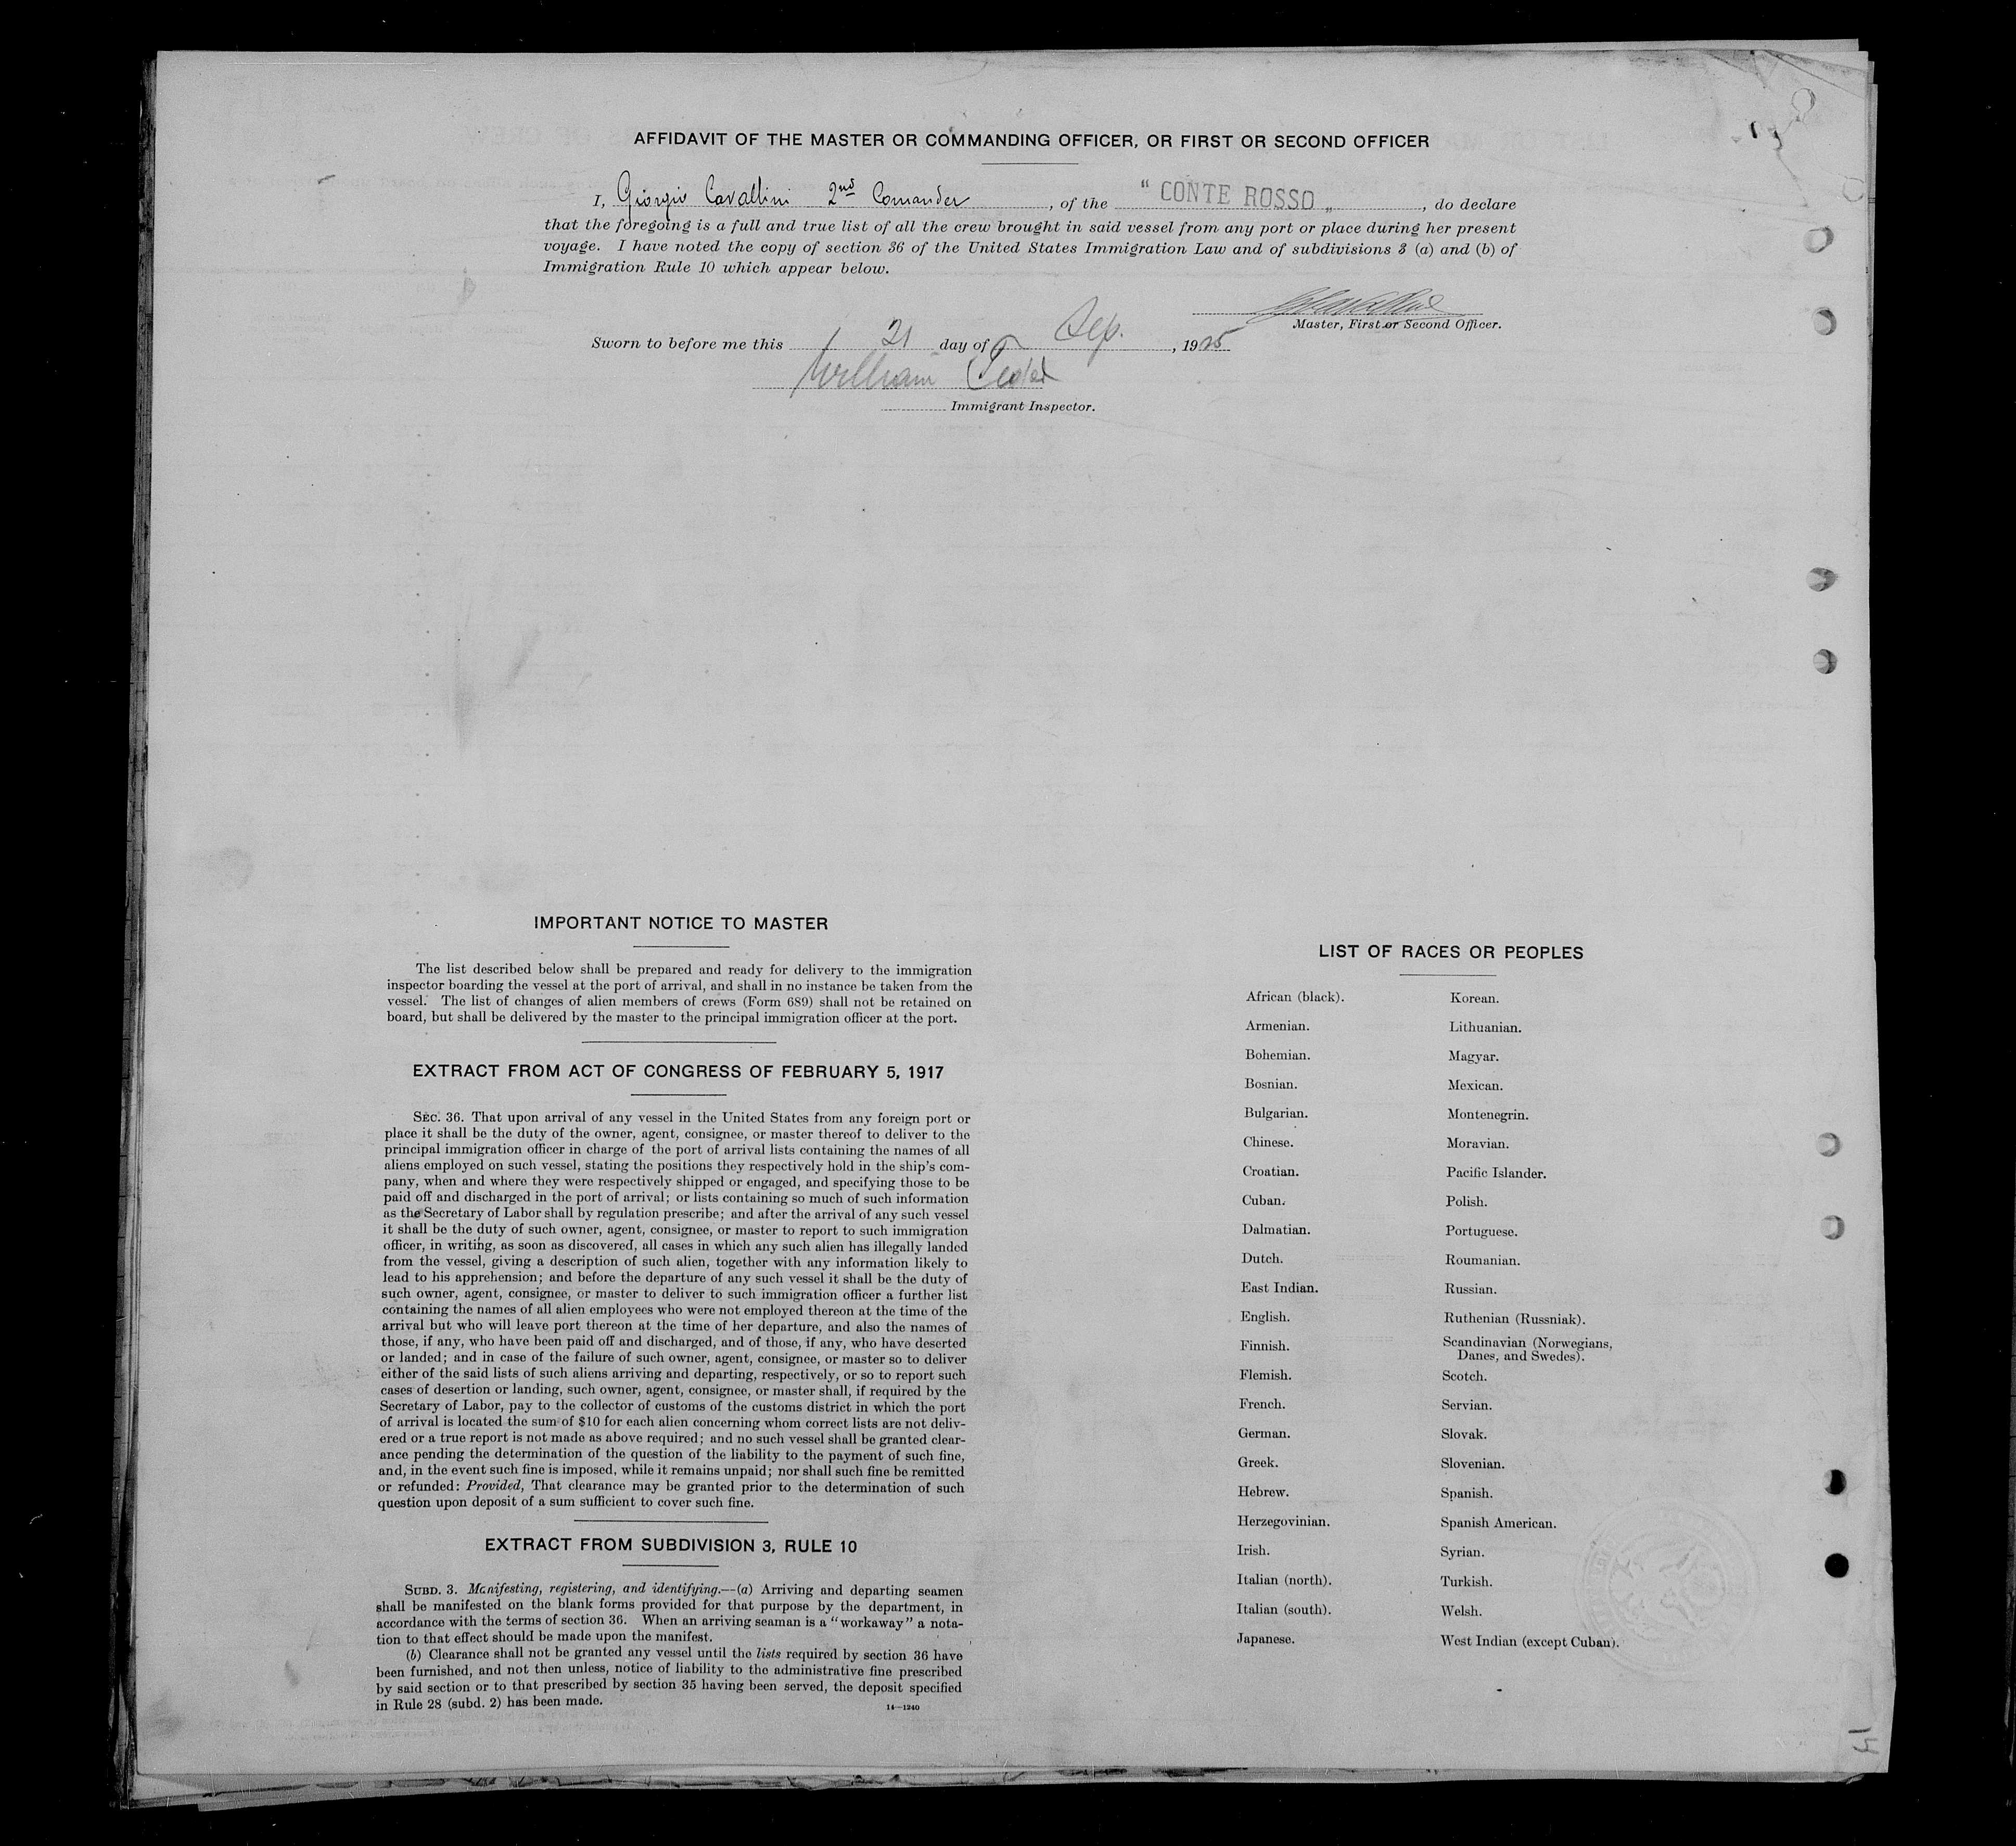 AFFIDAVIT OF THE MASTER OR COMMANDING OFFICER, OR FIRST OR SECOND OFFICER
I, Giorgio Cavallini 2nd Comander, of the "CONTE ROSSO", do declare
that the foregoing is a full and true list of all the crew brought in said vessel from any port or place during her present
voyage. I have noted the copy of section 36 of the United States Immigration Law and of subdivisions 3 (a) and (b) of
Immigration Rule 10 which appear below.
Master, First or Second Officer.
Sworn to before me this 21 day of Sep., 1925
William
Immigrant Inspector.
IMPORTANT NOTICE TO MASTER
The list described below shall be prepared and ready for delivery to the immigration
inspector boarding the vessel at the port of arrival, and shall in no instance be taken from the
vessel. The list of changes of alien members of crews (Form 689) shall not be retained on
board, but shall be delivered by the master to the principal immigration officer at the port.
EXTRACT FROM ACT OF CONGRESS OF FEBRUARY 5, 1917
SEC. 36. That upon arrival of any vessel in the United States from any foreign port or
place it shall be the duty of the owner, agent, consignee, or master thereof to deliver to the
principal immigration officer in charge of the port of arrival lists containing the names of all
aliens employed on such vessel, stating the positions they respectively hold in the ship's com-
pany, when and where they were respectively shipped or engaged, and specifying those to be
paid off and discharged in the port of arrival; or lists containing so much of such information
as the Secretary of Labor shall by regulation prescribe; and after the arrival of any such vessel
it shall be the duty of such owner, agent, consignee, or master to report to such immigration
officer, in writing, as soon as discovered, all cases in which any such alien has illegally landed
from the vessel, giving a description of such alien, together with any information likely to
lead to his apprehension; and before the departure of any such vessel it shall be the duty of
such owner, agent, consignee, or master to deliver to such immigration officer a further list
containing the names of all alien employees who were not employed thereon at the time of the
arrival but who will leave port thereon at the time of her departure, and also the names of
those, if any, who have been paid off and discharged, and of those, if any, who have deserted
or landed; and in case of the failure of such owner, agent, consignee, or master so to deliver
either of the said lists of such aliens arriving and departing, respectively, or so to report such
cases of desertion or landing, such owner, agent, consignee, or master shall, if required by the
Secretary of Labor, pay to the collector of customs of the customs district in which the port
of arrival is located the sum of $10 for each alien concerning whom correct lists are not deliv-
ered or a true report is not made as above required; and no such vessel shall be granted clear-
ance pending the determination of the question of the liability to the payment of such fine,
and, in the event such fine is imposed, while it remains unpaid; nor shall such fine be remitted
or refunded: Provided, That clearance may be granted prior to the determination of such
question upon deposit of a sum sufficient to cover such fine.
EXTRACT FROM SUBDIVISION 3, RULE 10
SUBD. 3. Manifesting, registering, and identifying.—(a) Arriving and departing seamen
shall be manifested on the blank forms provided for that purpose by the department, in
accordance with the terms of section 36. When an arriving seaman is a "workaway" a nota-
tion to that effect should be made upon the manifest.
(b) Clearance shall not be granted any vessel until the lists required by section 36 have
been furnished, and not then unless, notice of liability to the administrative fine prescribed
by said section or to that prescribed by section 35 having been served, the deposit specified
in Rule 28 (subd. 2) has been made.
14—1240
LIST OF RACES OR PEOPLES
African (black).
Armenian.
Bohemian.
Bosnian.
Bulgarian.
Chinese.
Croatian.
Cuban.
Dalmatian.
Dutch.
East Indian.
English.
Finnish.
Flemish.
French.
German.
Greek.
Hebrew.
Herzegovinian.
Irish.
Italian (north).
Italian (south).
Japanese.
Korean.
Lithuanian.
Magyar.
Mexican.
Montenegrin.
Moravian.
Pacific Islander.
Polish.
Portuguese.
Roumanian.
Russian.
Ruthenian (Russniak).
Scandinavian (Norwegians,
Danes, and Swedes).
Scotch.
Servian.
Slovak.
Slovenian.
Spanish.
Spanish American.
Syrian.
Turkish.
Welsh.
West Indian (except Cuban).
14